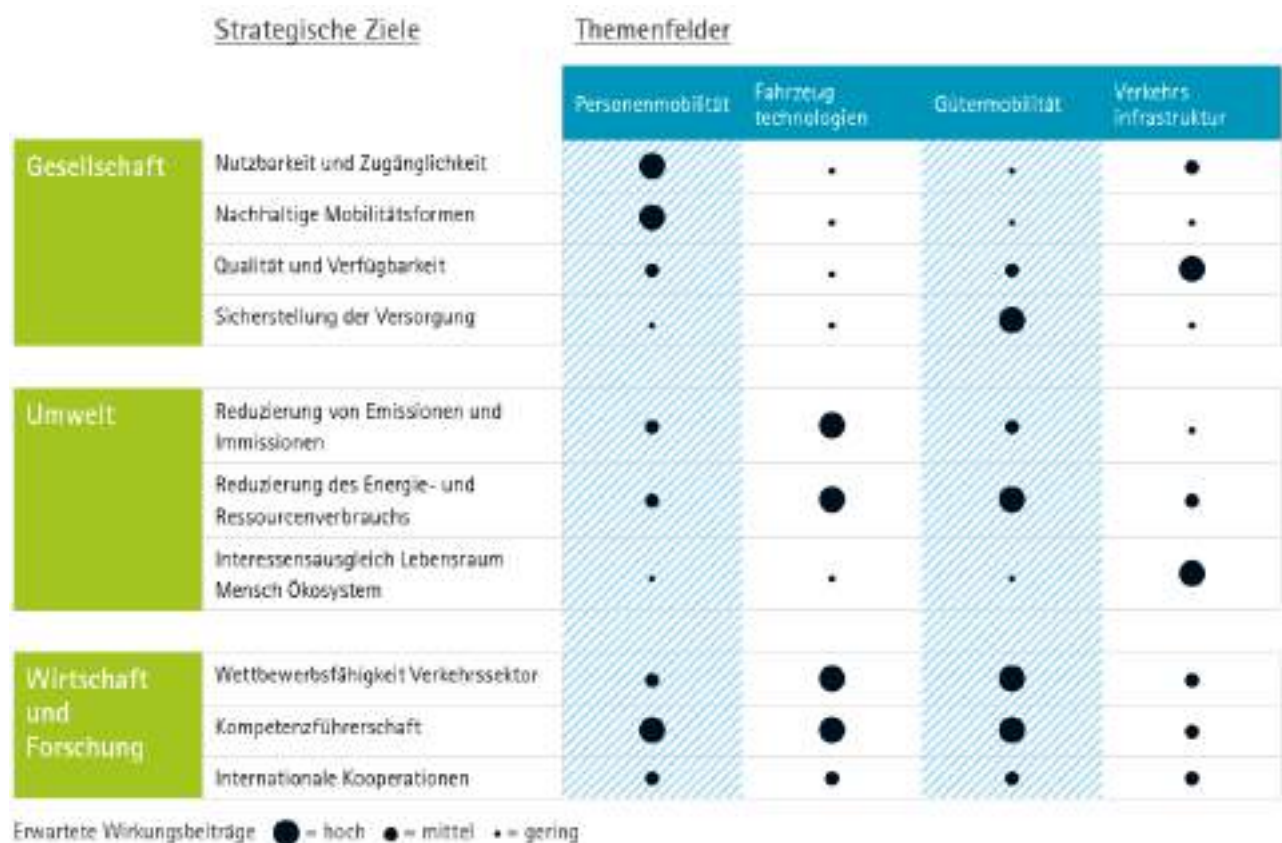 Strategische Ziele Themenfelder
Personenmobilität Fahrzeug technologien Gütermobilität Verkehrs infrastruktur
Gesellschaft
Nutzbarkeit und Zugänglichkeit
Nachhaltige Mobilitätsformen
Qualität und Verfügbarkeit
Sicherstellung der Versorgung
Umwelt
Reduzierung von Emissionen und
Immissionen
Reduzierung des Energie- und
Ressourcenverbrauchs
Interessensausgleich Lebensraum
Mensch Ökosystem
Wirtschaft
und
Forschung
Wettbewerbsfähigkeit Verkehrssektor
Kompetenzführerschaft
Internationale Kooperationen
Erwartete Wirkungsbeiträge ● = hoch ● = mittel • = gering